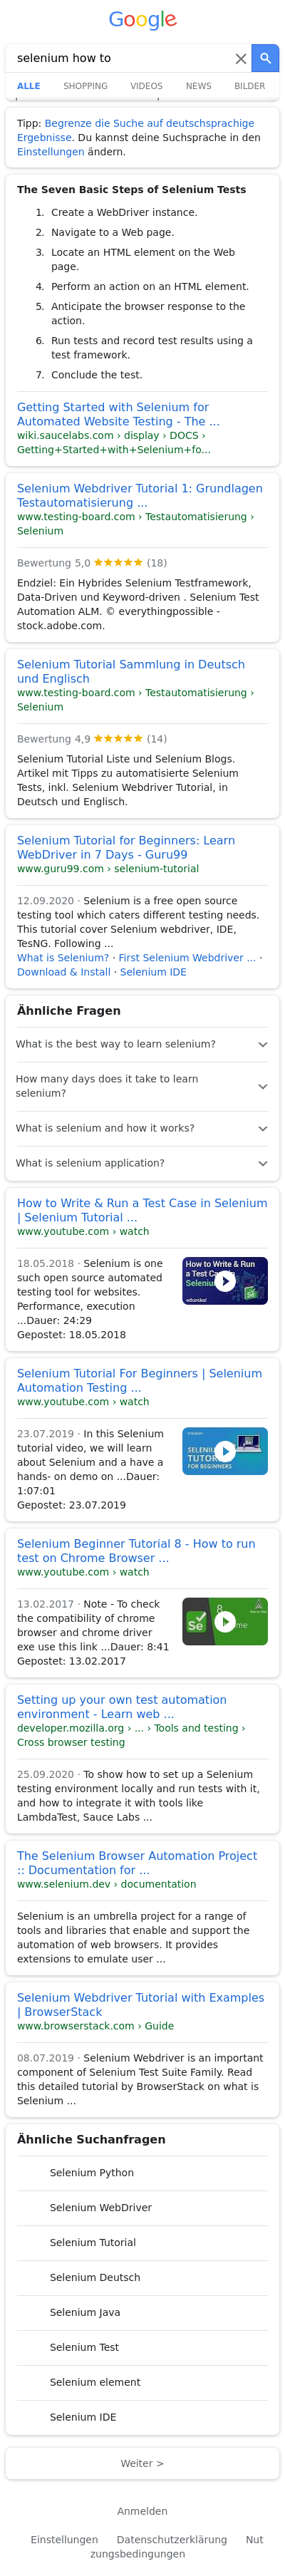 Google
selenium how to
ALLE SHOPPING VIDEOS NEWS BILDER
Tipp: Begrenze die Suche auf deutschsprachige
Ergebnisse. Du kannst deine Suchsprache in den
Einstellungen ändern.
The Seven Basic Steps of Selenium Tests
1. Create a WebDriver instance.
2. Navigate to a Web page.
3. Locate an HTML element on the Web
page.
4. Perform an action on an HTML element.
5. Anticipate the browser response to the
action.
6. Run tests and record test results using a
test framework.
7. Conclude the test.
Getting Started with Selenium for
Automated Website Testing - The ...
wiki.saucelabs.com › display › DOCS ›
Getting+Started+with+Selenium+fo...
Selenium Webdriver Tutorial 1: Grundlagen
Testautomatisierung ...
www.testing-board.com › Testautomatisierung ›
Selenium
Bewertung 5,0 ★★★★★ (18)
Endziel: Ein Hybrides Selenium Testframework,
Data-Driven und Keyword-driven . Selenium Test
Automation ALM. © everythingpossible -
stock.adobe.com.
Selenium Tutorial Sammlung in Deutsch
und Englisch
www.testing-board.com › Testautomatisierung ›
Selenium
Bewertung 4,9 ★★★★★ (14)
Selenium Tutorial Liste und Selenium Blogs.
Artikel mit Tipps zu automatisierte Selenium
Tests, inkl. Selenium Webdriver Tutorial, in
Deutsch und Englisch.
Selenium Tutorial for Beginners: Learn
WebDriver in 7 Days - Guru99
www.guru99.com › selenium-tutorial
12.09.2020 · Selenium is a free open source
testing tool which caters different testing needs.
This tutorial cover Selenium webdriver, IDE,
TesNG. Following ...
What is Selenium? · First Selenium Webdriver ... ·
Download & Install · Selenium IDE
Ähnliche Fragen
What is the best way to learn selenium?
How many days does it take to learn
selenium?
What is selenium and how it works?
What is selenium application?
How to Write & Run a Test Case in Selenium
| Selenium Tutorial ...
www.youtube.com › watch
18.05.2018 · Selenium is one
such open source automated
testing tool for websites.
Performance, execution
...Dauer: 24:29
Gepostet: 18.05.2018
How to Write & Run
a Test Case in
Selenium
edureka!
Selenium Tutorial For Beginners | Selenium
Automation Testing ...
www.youtube.com › watch
23.07.2019 · In this Selenium
tutorial video, we will learn
about Selenium and a have a
hands- on demo on ...Dauer:
1:07:01
Gepostet: 23.07.2019
SELENIUM
TUTORIAL
FOR BEGINNERS
Selenium Beginner Tutorial 8 - How to run
test on Chrome Browser ...
www.youtube.com › watch
13.02.2017 · Note - To check
the compatibility of chrome
browser and chrome driver
exe use this link ...Dauer: 8:41
Gepostet: 13.02.2017
Se
8
Setting up your own test automation
environment - Learn web ...
developer.mozilla.org › ... › Tools and testing ›
Cross browser testing
25.09.2020 · To show how to set up a Selenium
testing environment locally and run tests with it,
and how to integrate it with tools like
LambdaTest, Sauce Labs ...
The Selenium Browser Automation Project
:: Documentation for ...
www.selenium.dev › documentation
Selenium is an umbrella project for a range of
tools and libraries that enable and support the
automation of web browsers. It provides
extensions to emulate user ...
Selenium Webdriver Tutorial with Examples
| BrowserStack
www.browserstack.com › Guide
08.07.2019 · Selenium Webdriver is an important
component of Selenium Test Suite Family. Read
this detailed tutorial by BrowserStack on what is
Selenium ...
Ähnliche Suchanfragen
Selenium Python
Selenium WebDriver
Selenium Tutorial
Selenium Deutsch
Selenium Java
Selenium Test
Selenium element
Selenium IDE
Weiter >
Anmelden
Einstellungen Datenschutzerklärung Nut
zungsbedingungen